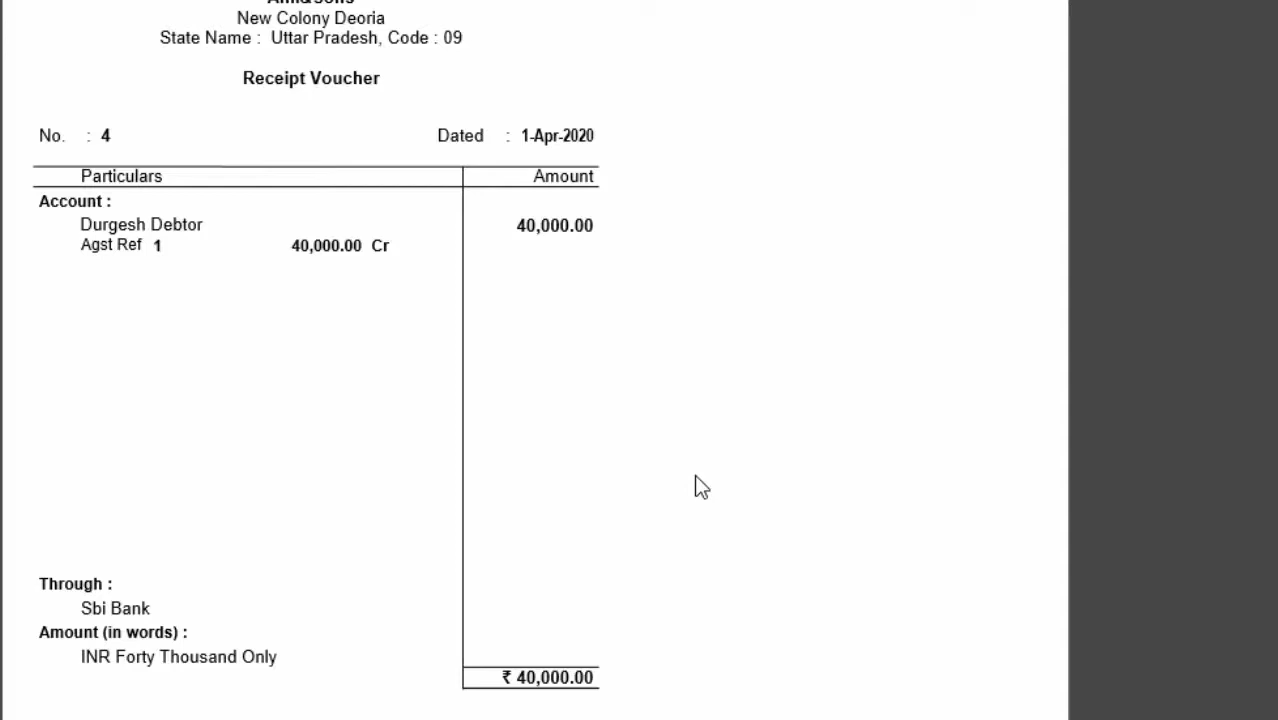 New Colony Deoria
State Name : Uttar Pradesh, Code : 09
Receipt Voucher
No. : 4 Dated : 1-Apr-2020
Particulars Amount
Account :
Durgesh Debtor 40,000.00
Agst Ref 1 40,000.00 Cr
Through :
Sbi Bank
Amount (in words) :
INR Forty Thousand Only
₹ 40,000.00